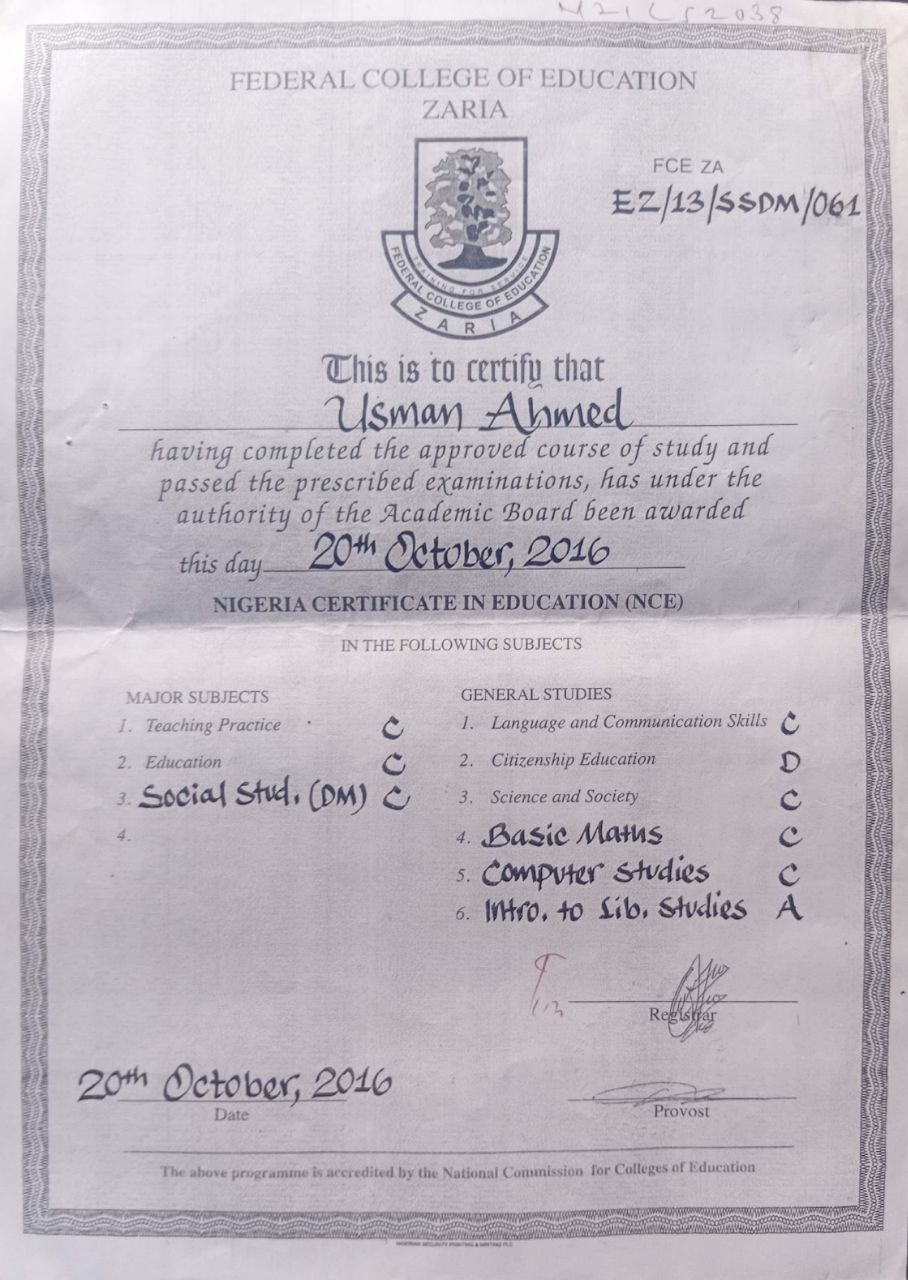 FEDERAL COLLEGE OF EDUCATION
ZARIA
FCE ZA
EZ/13/SSDM/061
TRAINING FOR SERVICE
FEDERAL COLLEGE OF EDUCATION
ZARIA
This is to certify that
Usman Ahmed
having completed the approved course of study and
passed the prescribed examinations, has under the
authority of the Academic Board been awarded
this day 20th October, 2016
NIGERIA CERTIFICATE IN EDUCATION (NCE)
IN THE FOLLOWING SUBJECTS
MAJOR SUBJECTS
1. Teaching Practice C
2. Education C
3. Social Stud. (DM) C
4.
GENERAL STUDIES
1. Language and Communication Skills C
2. Citizenship Education D
3. Science and Society C
4. Basic Maths C
5. Computer Studies C
6. Intro. to Lib. Studies A
Registrar
20th October, 2016
Date
Provost
The above programme is accredited by the National Commission for Colleges of Education